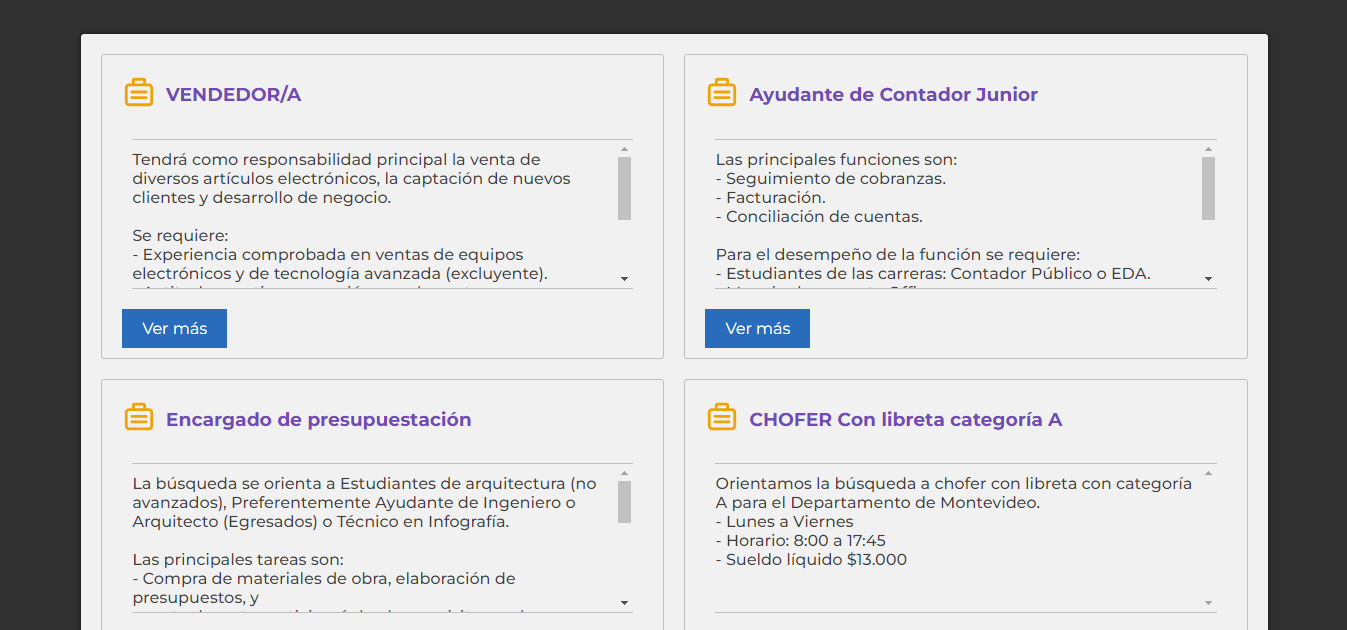 VENDEDOR/A
Tendrá como responsabilidad principal la venta de
diversos artículos electrónicos, la captación de nuevos
clientes y desarrollo de negocio.
Se requiere:
- Experiencia comprobada en ventas de equipos
electrónicos y de tecnología avanzada (excluyente).
Ver más
Ayudante de Contador Junior
Las principales funciones son:
- Seguimiento de cobranzas.
- Facturación.
- Conciliación de cuentas.
Para el desempeño de la función se requiere:
- Estudiantes de las carreras: Contador Público o EDA.
Ver más
Encargado de presupuestación
La búsqueda se orienta a Estudiantes de arquitectura (no
avanzados), Preferentemente Ayudante de Ingeniero o
Arquitecto (Egresados) o Técnico en Infografía.
Las principales tareas son:
- Compra de materiales de obra, elaboración de
presupuestos, y
CHOFER Con libreta categoría A
Orientamos la búsqueda a chofer con libreta con categoría
A para el Departamento de Montevideo.
- Lunes a Viernes
- Horario: 8:00 a 17:45
- Sueldo líquido $13.000